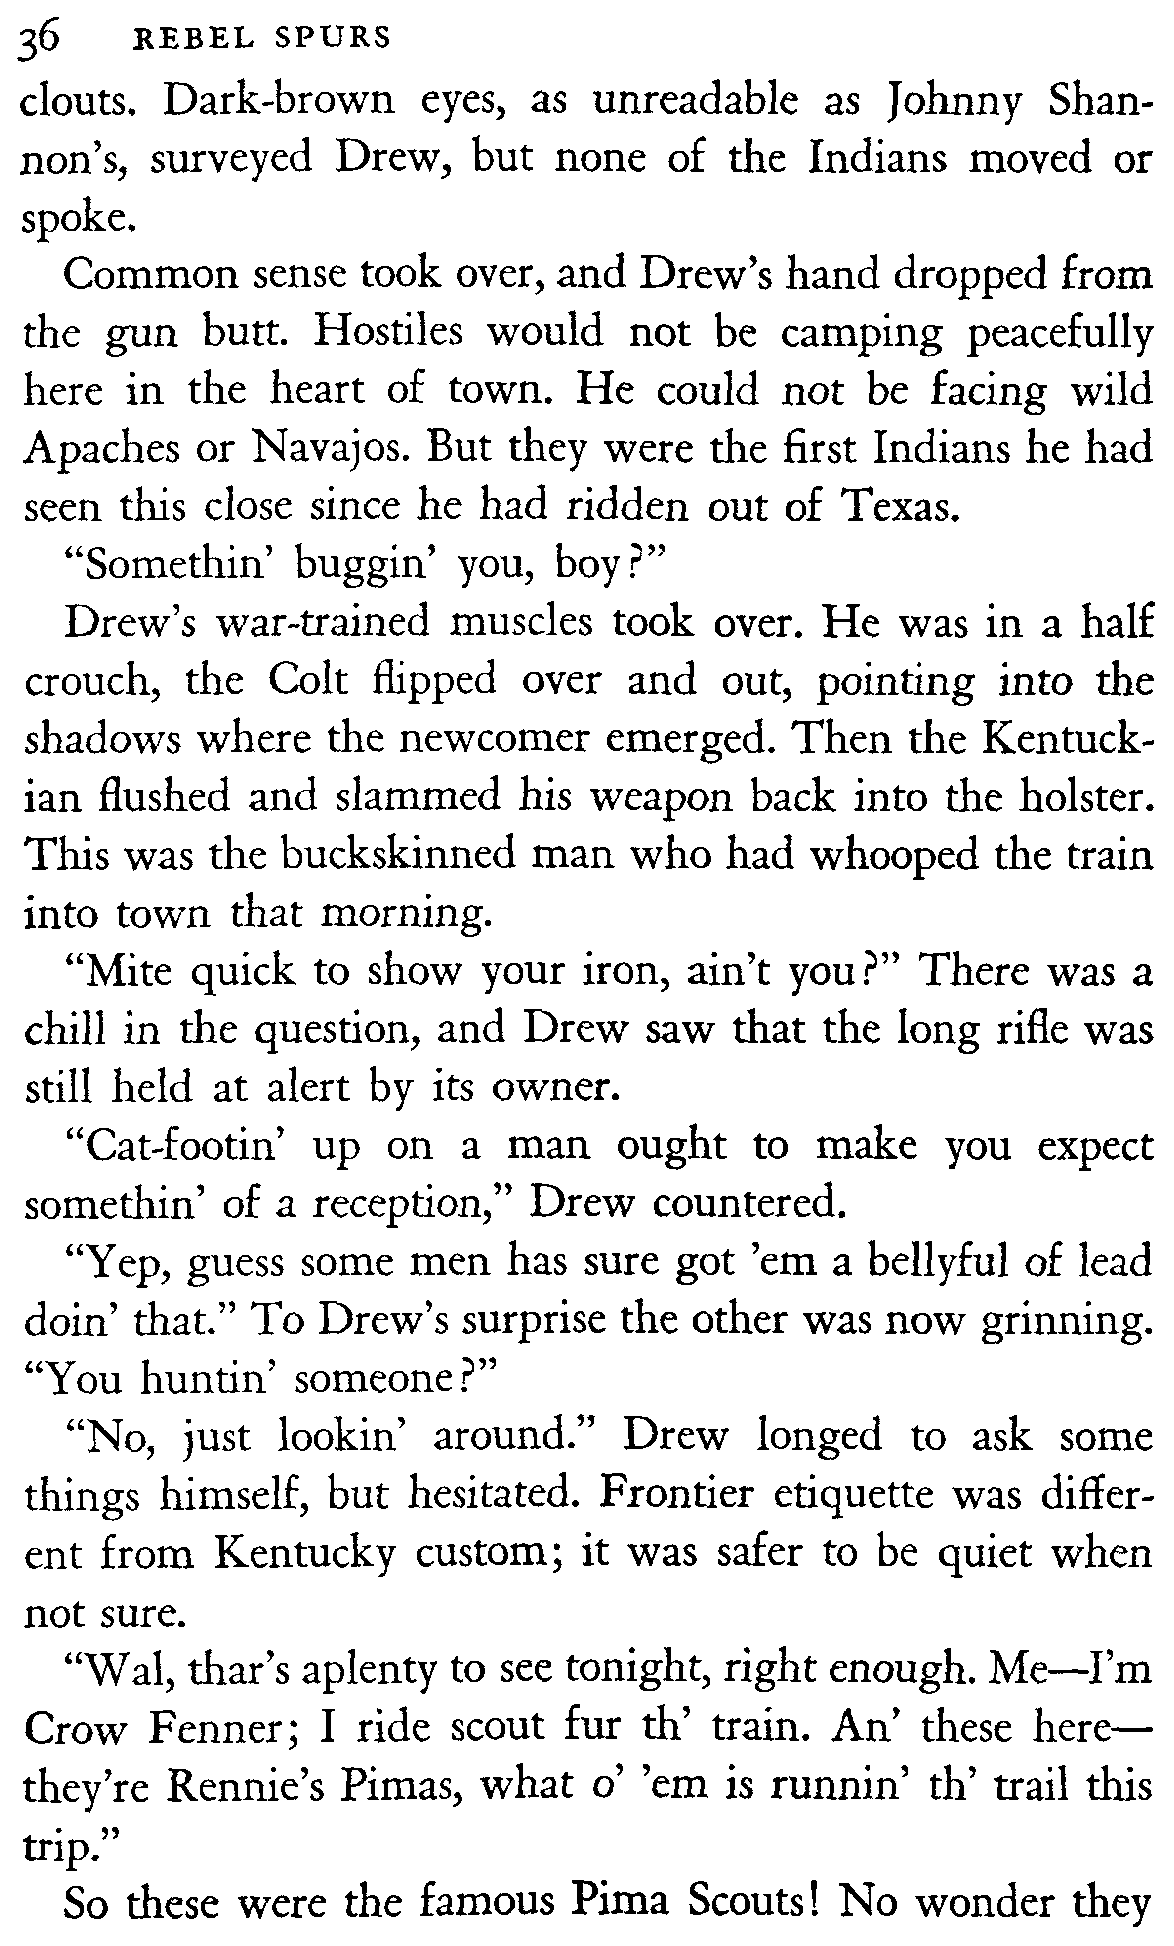 36 REBEL SPURS
clouts. Dark-brown eyes, as unreadable as Johnny Shan-
non's, surveyed Drew, but none of the Indians moved or
spoke.
Common sense took over, and Drew's hand dropped from
the gun butt. Hostiles would not be camping peacefully
here in the heart of town. He could not be facing wild
Apaches or Navajos. But they were the first Indians he had
seen this close since he had ridden out of Texas.
“Somethin’ buggin’ you, boy?”
Drew’s war-trained muscles took over. He was in a half
crouch, the Colt flipped over and out, pointing into the
shadows where the newcomer emerged. Then the Kentuck-
ian flushed and slammed his weapon back into the holster.
This was the buckskinned man who had whooped the train
into town that morning.
“Mite quick to show your iron, ain’t you?” There was a
chill in the question, and Drew saw that the long rifle was
still held at alert by its owner.
“Cat-footin’ up on a man ought to make you expect
somethin’ of a reception,” Drew countered.
“Yep, guess some men has sure got ’em a bellyful of lead
doin’ that.” To Drew’s surprise the other was now grinning.
“You huntin’ someone?”
“No, just lookin’ around.” Drew longed to ask some
things himself, but hesitated. Frontier etiquette was differ-
ent from Kentucky custom; it was safer to be quiet when
not sure.
“Wal, thar’s aplenty to see tonight, right enough. Me—I’m
Crow Fenner; I ride scout fur th’ train. An’ these here—
they’re Rennie’s Pimas, what o’ ’em is runnin’ th’ trail this
trip.”
So these were the famous Pima Scouts! No wonder they